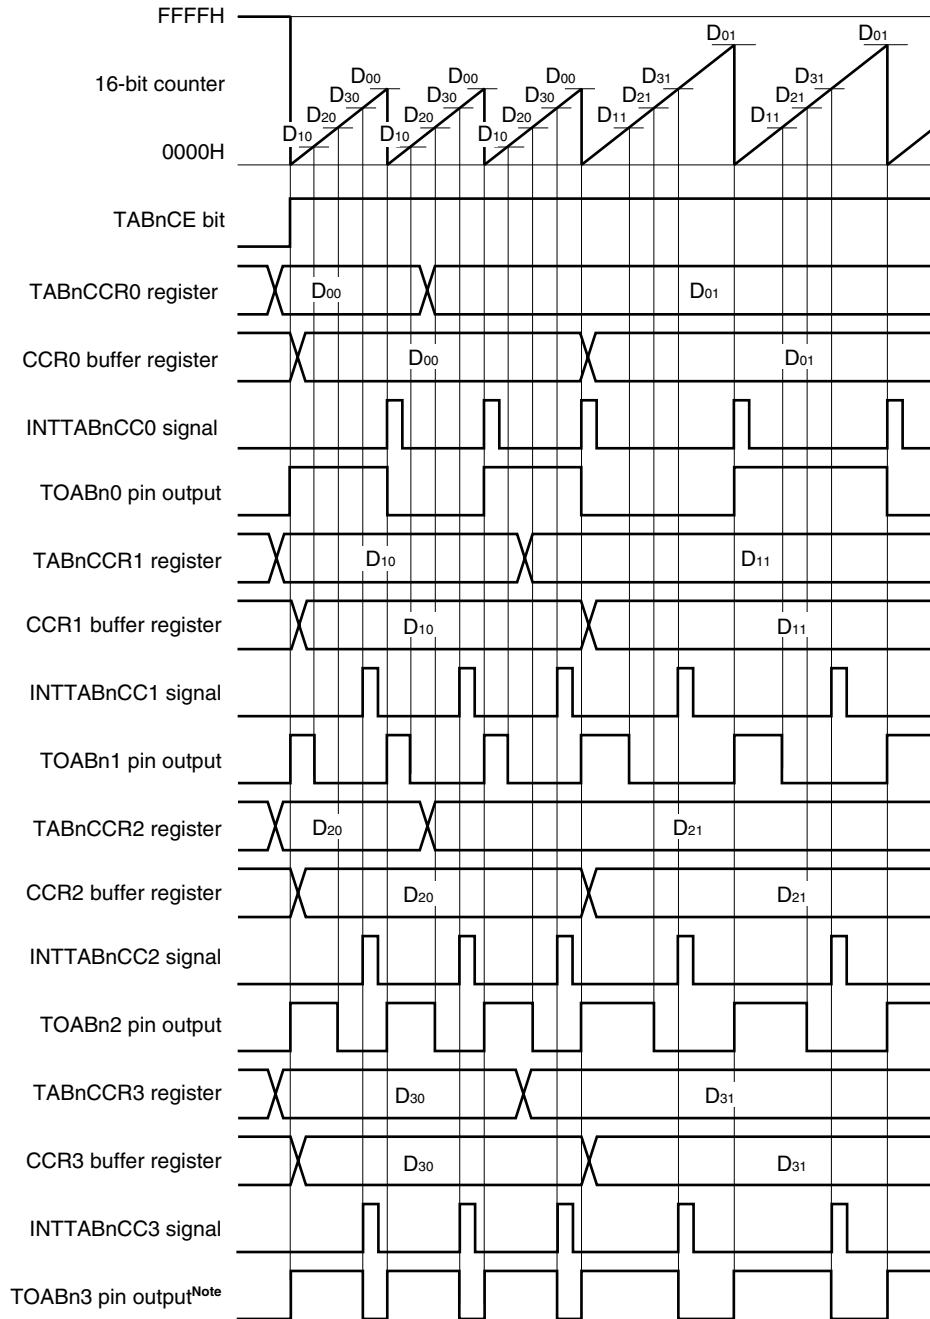 FFFFH
D01 D01
16-bit counter
D00 D00 D00 D31 D31
D30 D30 D30 D21 D21
D20 D20 D20 D11 D11
D10 D10 D10
0000H
TABnCE bit
TABnCCR0 register D00 D01
CCR0 buffer register D00 D01
INTTABnCC0 signal
TOABn0 pin output
TABnCCR1 register D10 D11
CCR1 buffer register D10 D11
INTTABnCC1 signal
TOABn1 pin output
TABnCCR2 register D20 D21
CCR2 buffer register D20 D21
INTTABnCC2 signal
TOABn2 pin output
TABnCCR3 register D30 D31
CCR3 buffer register D30 D31
INTTABnCC3 signal
TOABn3 pin outputNote